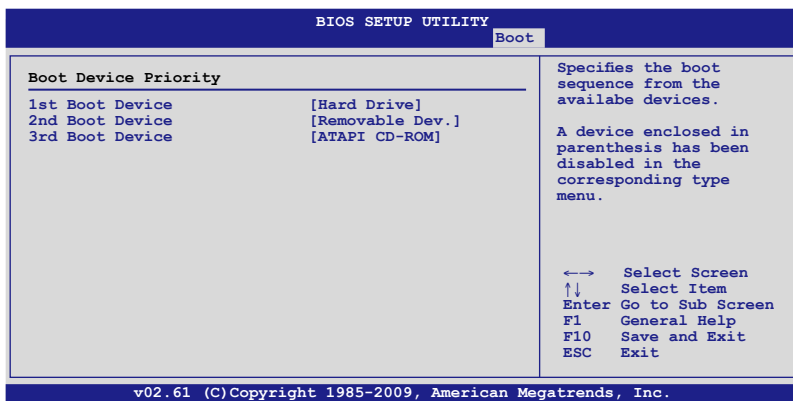 BIOS SETUP UTILITY
Boot
Boot Device Priority
1st Boot Device [Hard Drive]
2nd Boot Device [Removable Dev.]
3rd Boot Device [ATAPI CD-ROM]
Specifies the boot
sequence from the
availabe devices.
A device enclosed in
parenthesis has been
disabled in the
corresponding type
menu.
←→ Select Screen
↑↓ Select Item
Enter Go to Sub Screen
F1 General Help
F10 Save and Exit
ESC Exit
v02.61 (C)Copyright 1985-2009, American Megatrends, Inc.